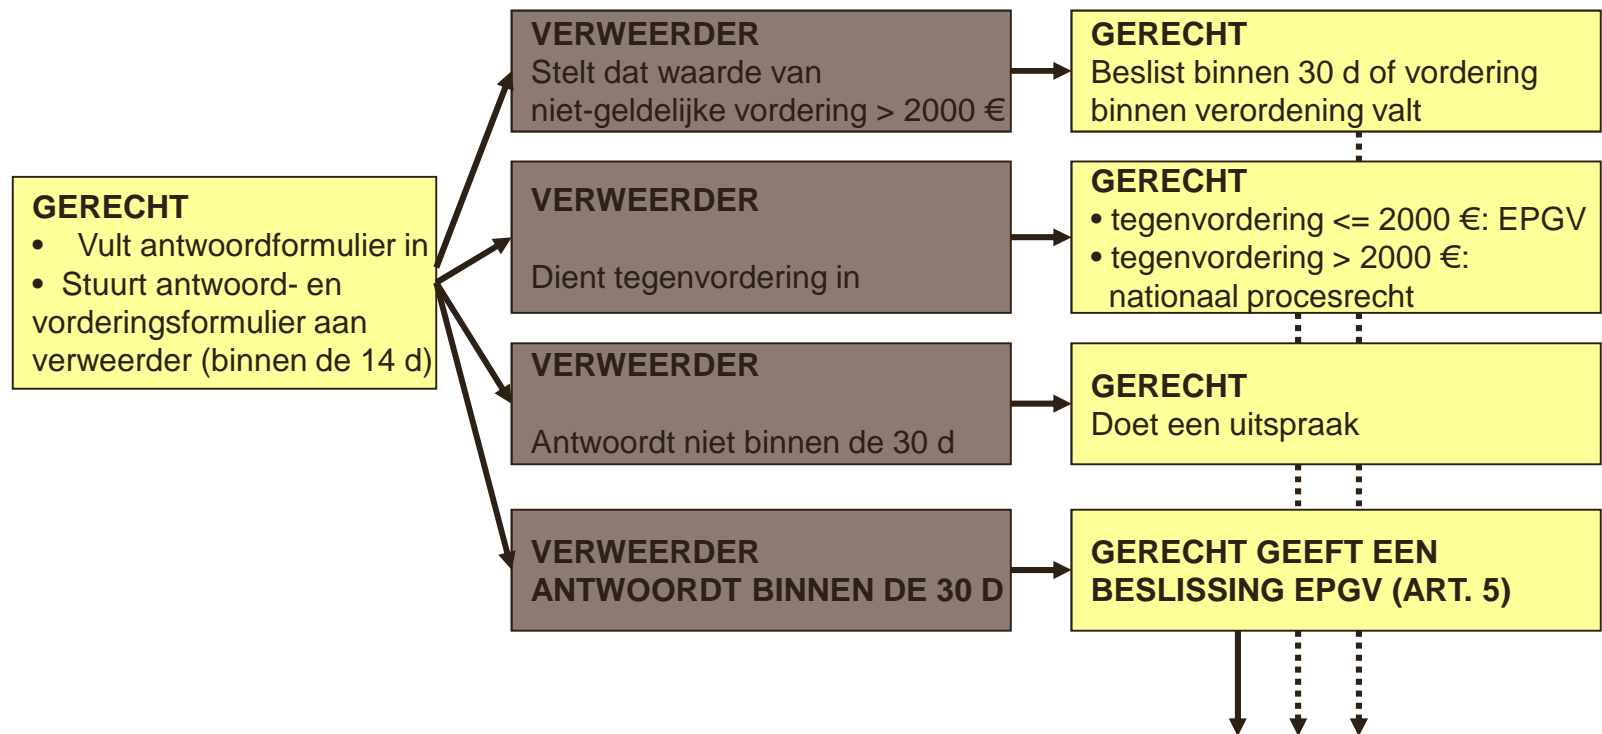 GERECHT
• Vult antwoordformulier in
• Stuurt antwoord- en
vorderingsformulier aan
verweerder (binnen de 14 d)
VERWEERDER
Stelt dat waarde van
niet-geldelijke vordering > 2000 €
GERECHT
Beslist binnen 30 d of vordering
binnen verordening valt
VERWEERDER
Dient tegenvordering in
GERECHT
• tegenvordering <= 2000 €: EPGV
• tegenvordering > 2000 €:
nationaal procesrecht
VERWEERDER
Antwoordt niet binnen de 30 d
GERECHT
Doet een uitspraak
VERWEERDER
ANTWOORDT BINNEN DE 30 D
GERECHT GEEFT EEN
BESLISSING EPGV (ART. 5)